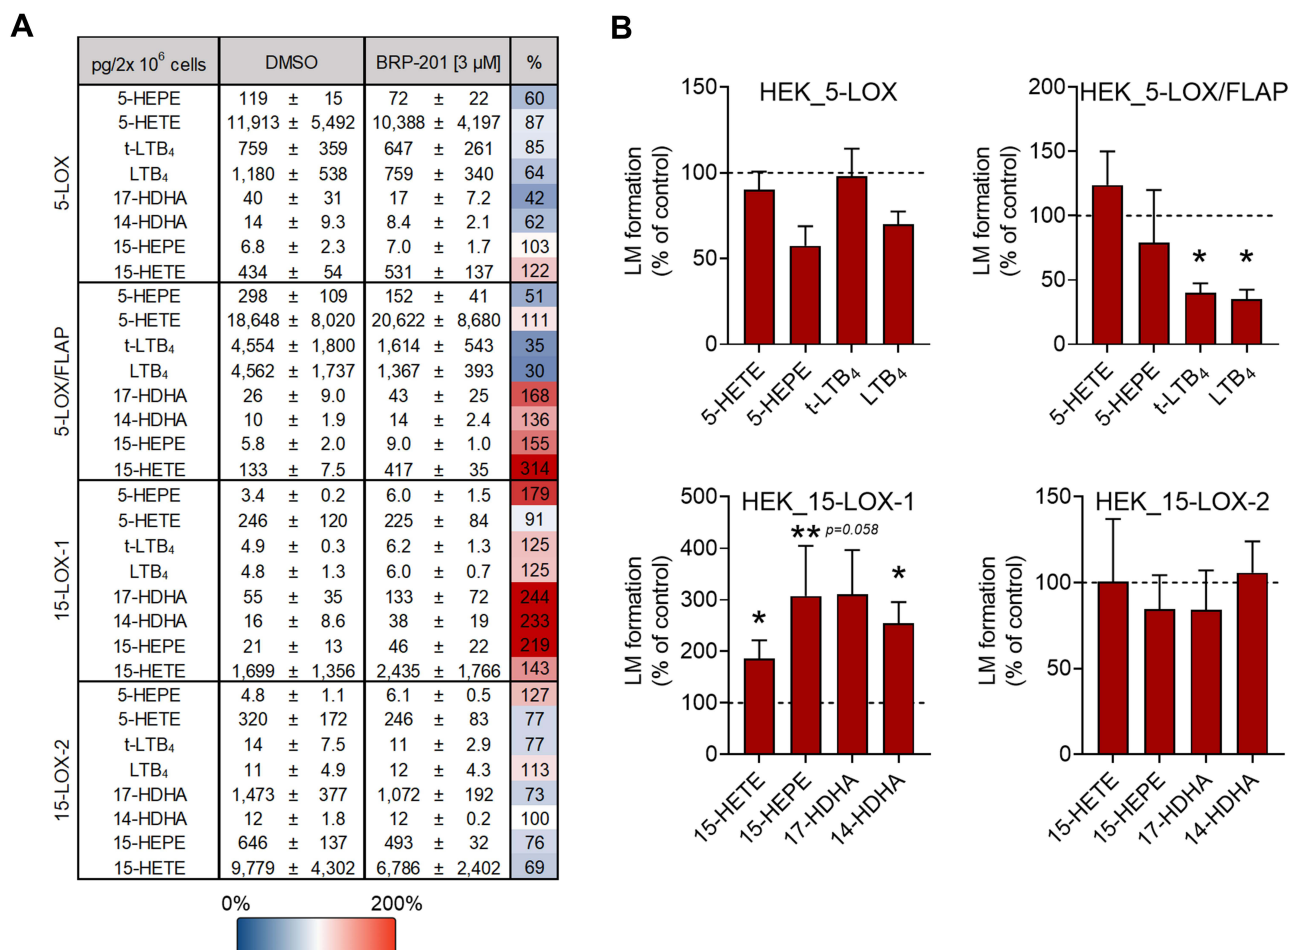 A
pg/2x 10⁶ cells DMSO BRP-201 [3 µM] %
5-LOX
5-HEPE 119 ± 15 72 ± 22 60
5-HETE 11,913 ± 5,492 10,388 ± 4,197 87
t-LTB₄ 759 ± 359 647 ± 261 85
LTB₄ 1,180 ± 538 759 ± 340 64
17-HDHA 40 ± 31 17 ± 7.2 42
14-HDHA 14 ± 9.3 8.4 ± 2.1 62
15-HEPE 6.8 ± 2.3 7.0 ± 1.7 103
15-HETE 434 ± 54 531 ± 137 122
5-LOX/FLAP
5-HEPE 298 ± 109 152 ± 41 51
5-HETE 18,648 ± 8,020 20,622 ± 8,680 111
t-LTB₄ 4,554 ± 1,800 1,614 ± 543 35
LTB₄ 4,562 ± 1,737 1,367 ± 393 30
17-HDHA 26 ± 9.0 43 ± 25 168
14-HDHA 10 ± 1.9 14 ± 2.4 136
15-HEPE 5.8 ± 2.0 9.0 ± 1.0 155
15-HETE 133 ± 7.5 417 ± 35 314
15-LOX-1
5-HEPE 3.4 ± 0.2 6.0 ± 1.5 179
5-HETE 246 ± 120 225 ± 84 91
t-LTB₄ 4.9 ± 0.3 6.2 ± 1.3 125
LTB₄ 4.8 ± 1.3 6.0 ± 0.7 125
17-HDHA 55 ± 35 133 ± 72 244
14-HDHA 16 ± 8.6 38 ± 19 233
15-HEPE 21 ± 13 46 ± 22 219
15-HETE 1,699 ± 1,356 2,435 ± 1,766 143
15-LOX-2
5-HEPE 4.8 ± 1.1 6.1 ± 0.5 127
5-HETE 320 ± 172 246 ± 83 77
t-LTB₄ 14 ± 7.5 11 ± 2.9 77
LTB₄ 11 ± 4.9 12 ± 4.3 113
17-HDHA 1,473 ± 377 1,072 ± 192 73
14-HDHA 12 ± 1.8 12 ± 0.2 100
15-HEPE 646 ± 137 493 ± 32 76
15-HETE 9,779 ± 4,302 6,786 ± 2,402 69
0% 200%
B
HEK_5-LOX
LM formation
(% of control)
150
100
50
0
5-HETE 5-HEPE t-LTB₄ LTB₄
HEK_5-LOX/FLAP
LM formation
(% of control)
200
150
100
50
0
* *
5-HETE 5-HEPE t-LTB₄ LTB₄
HEK_15-LOX-1
LM formation
(% of control)
500
400
300
200
100
0
* ** p=0.058 *
15-HETE 15-HEPE 17-HDHA 14-HDHA
HEK_15-LOX-2
LM formation
(% of control)
150
100
50
0
15-HETE 15-HEPE 17-HDHA 14-HDHA